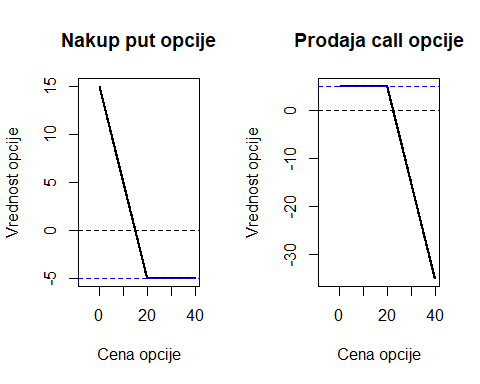 Nakup put opcije
Vrednost opcije
15
10
5
0
-5
0
20
40
Cena opcije
Prodaja call opcije
Vrednost opcije
0
-10
-20
-30
0
20
40
Cena opcije